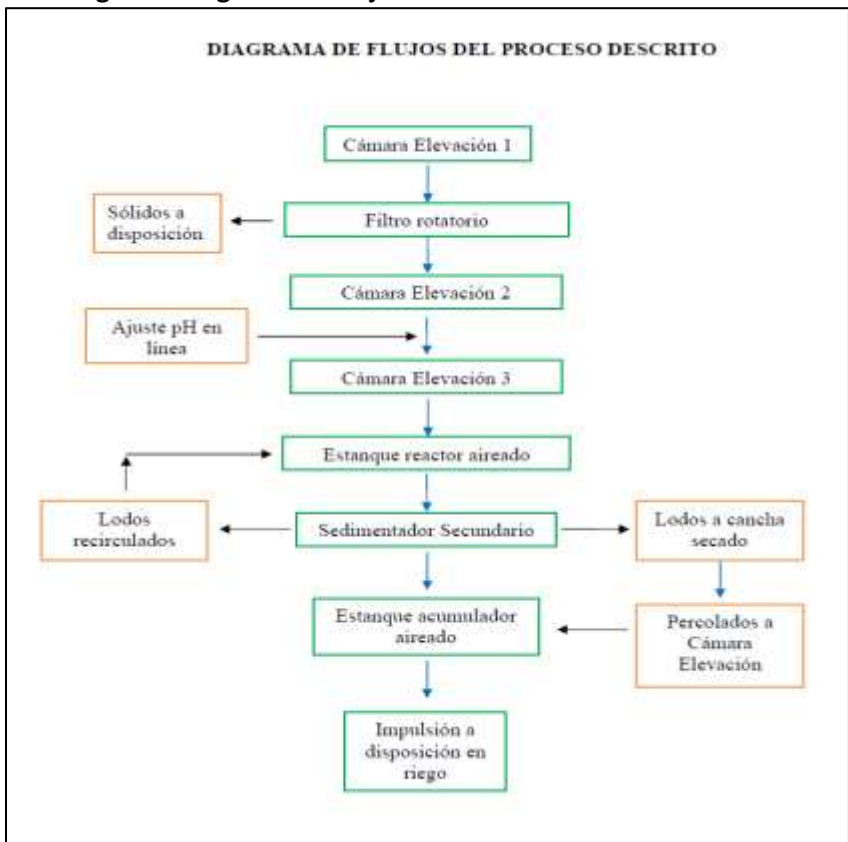 DIAGRAMA DE FLUJOS DEL PROCESO DESCRITO
Cámara Elevación 1
Sólidos a
disposición
Filtro rotatorio
Cámara Elevación 2
Ajuste pH en
línea
Cámara Elevación 3
Estanque reactor aireado
Lodos
recirculados
Sedimentador Secundario
Lodos a cancha
secado
Estanque acumulador
aireado
Percolados a
Cámara
Elevación
Impulsión a
disposición en
riego